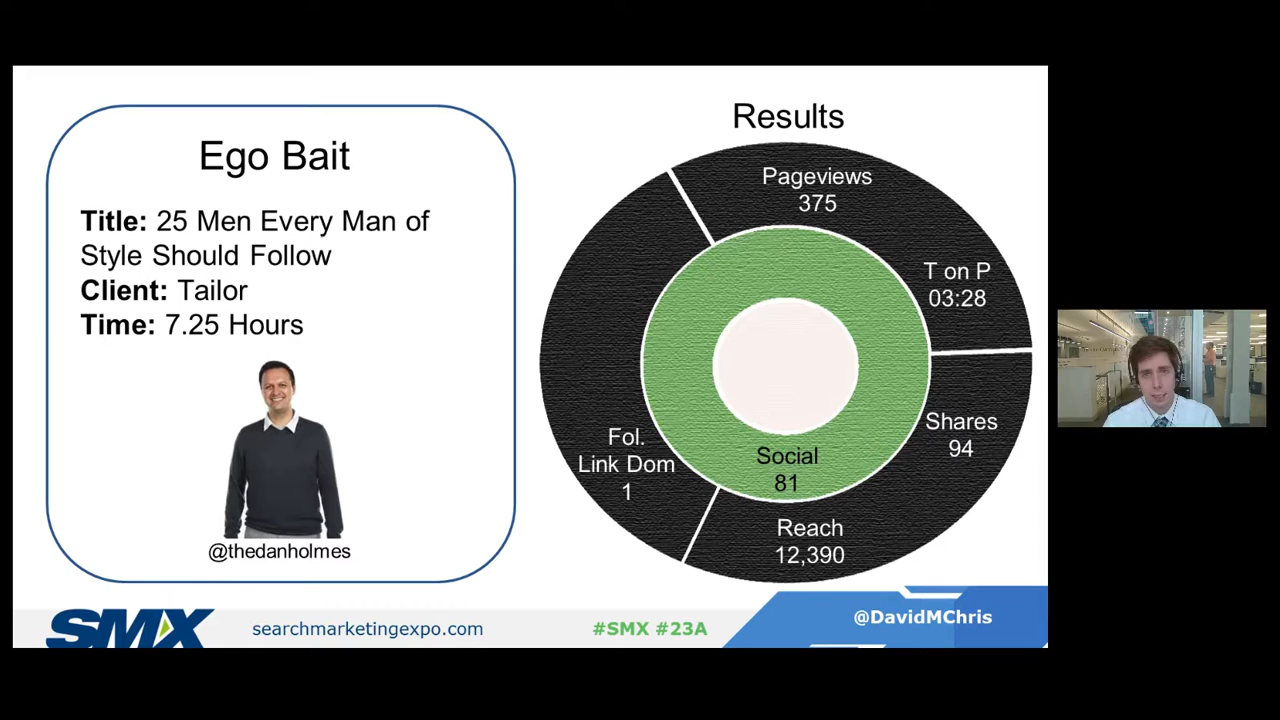 Ego Bait
Title: 25 Men Every Man of
Style Should Follow
Client: Tailor
Time: 7.25 Hours
@thedanholmes
Results
Pageviews
375
T on P
03:28
Shares
94
Fol.
Link Dom
1
Social
81
Reach
12,390
SMX
searchmarketingexpo.com
#SMX #23A
@DavidMChris